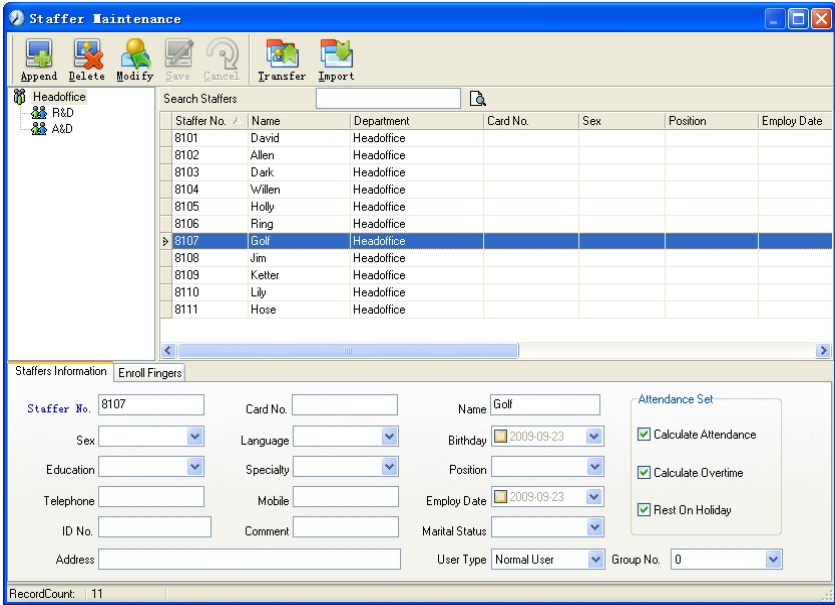 Staffer Maintenance
Append Delete Modify Save Cancel Transfer Import
Headoffice
R&D
A&D
Search Staffers
Staffer No. Name Department Card No. Sex Position Employ Date
8101 David Headoffice
8102 Allen Headoffice
8103 Dark Headoffice
8104 Willen Headoffice
8105 Holly Headoffice
8106 Ring Headoffice
8107 Golf Headoffice
8108 Jim Headoffice
8109 Ketter Headoffice
8110 Lily Headoffice
8111 Hose Headoffice
Staffers Information Enroll Fingers
Staffer No. 8107 Card No. Name Golf Attendance Set
Sex Language Birthday 2009-09-23 Calculate Attendance
Education Specialty Position Calculate Overtime
Telephone Mobile Employ Date 2009-09-23 Rest On Holiday
ID No. Comment Marital Status
Address User Type Normal User Group No. 0
RecordCount: 11